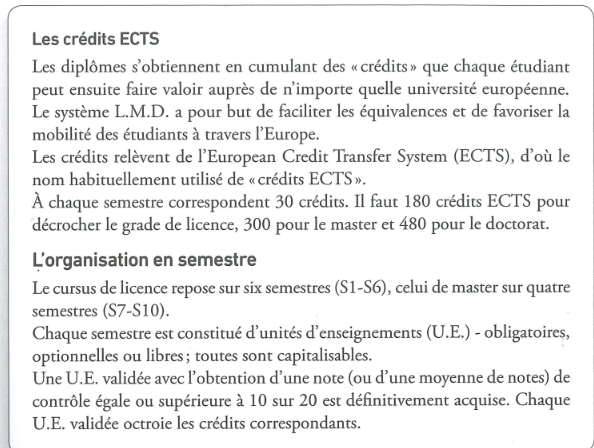 Les crédits ECTS
Les diplômes s'obtiennent en cumulant des «crédits» que chaque étudiant
peut ensuite faire valoir auprès de n'importe quelle université européenne.
Le système L.M.D. a pour but de faciliter les équivalences et de favoriser la
mobilité des étudiants à travers l'Europe.
Les crédits relèvent de l'European Credit Transfer System (ECTS), d'où le
nom habituellement utilisé de «crédits ECTS».
À chaque semestre correspondent 30 crédits. Il faut 180 crédits ECTS pour
décrocher le grade de licence, 300 pour le master et 480 pour le doctorat.
L'organisation en semestre
Le cursus de licence repose sur six semestres (S1-S6), celui de master sur quatre
semestres (S7-S10).
Chaque semestre est constitué d'unités d'enseignements (U.E.) - obligatoires,
optionnelles ou libres ; toutes sont capitalisables.
Une U.E. validée avec l'obtention d'une note (ou d'une moyenne de notes) de
contrôle égale ou supérieure à 10 sur 20 est définitivement acquise. Chaque
U.E. validée octroie les crédits correspondants.